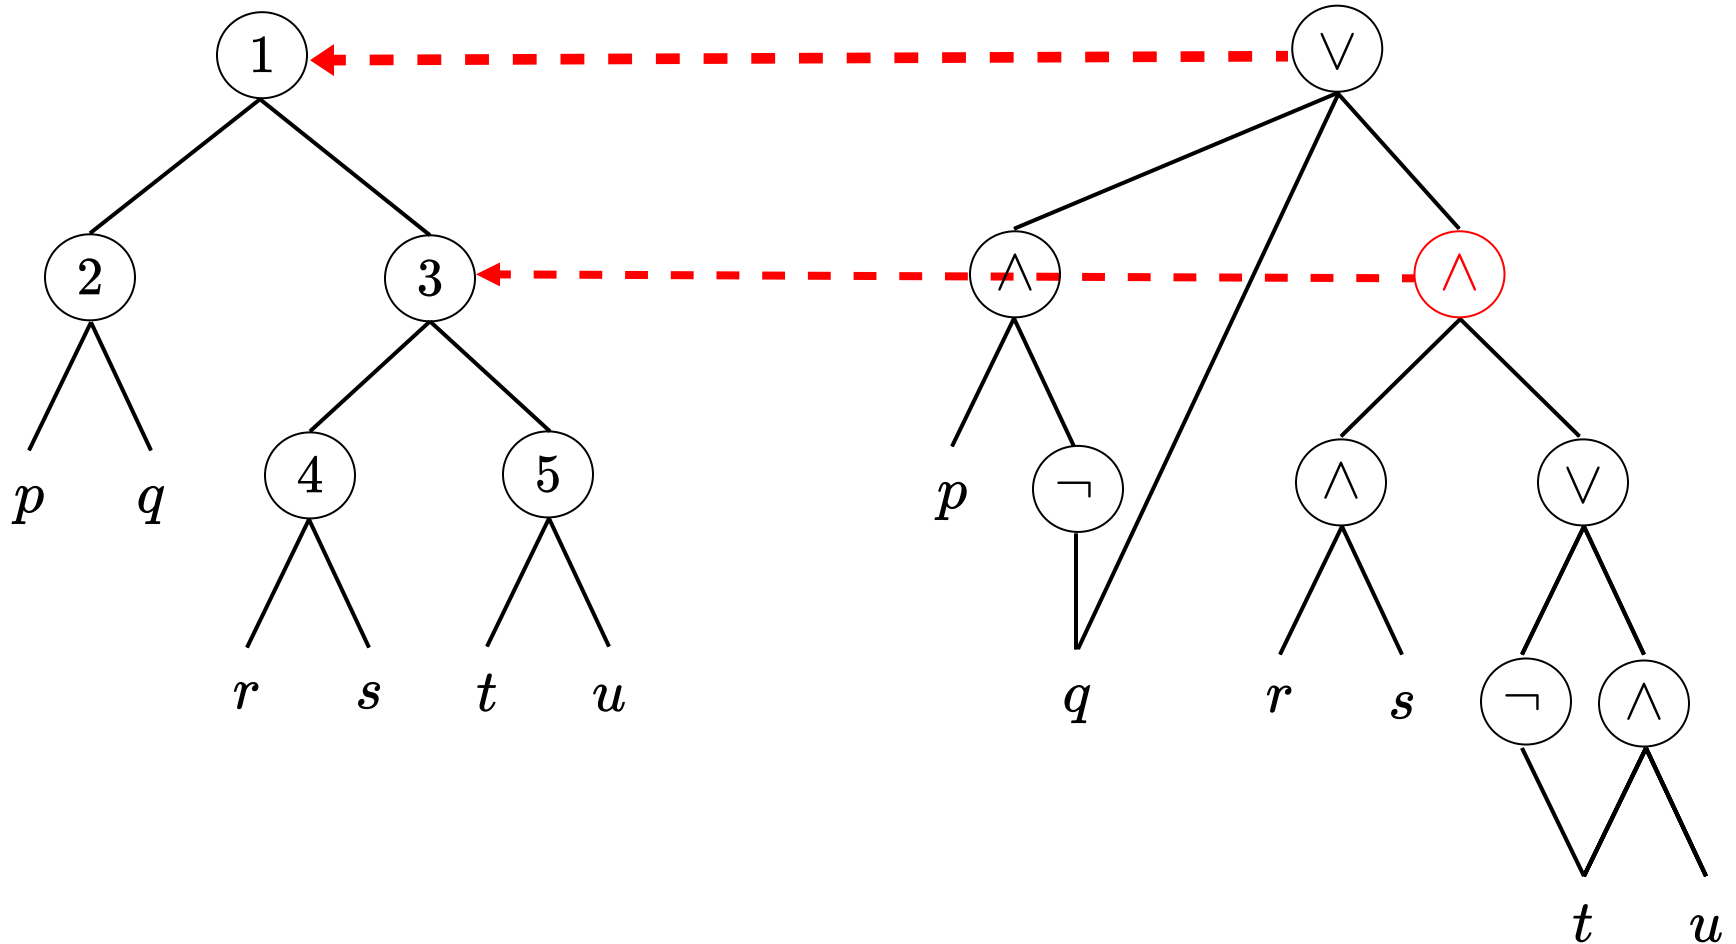 1 ∨
2 3 ∧ ∧
4 5 ¬ ∧ ∨
p q p
r s t u q r s ¬ ∧
t u